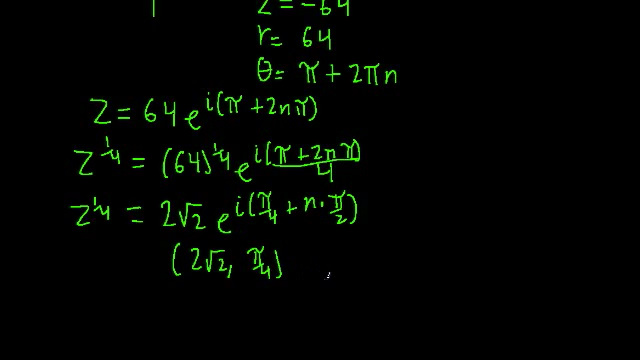 z = -64
r = 64
θ = π + 2πn
z = 64 e^{i(π + 2nπ)}
z^{1/4} = (64)^{1/4} e^{i(π + 2nπ)/4}
z^{1/4} = 2√2 e^{i(π/4 + n·π/2)}
(2√2, π/4)